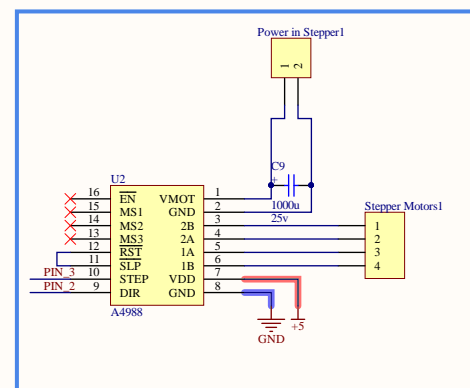 Power in Stepper1
1 2
C9
+
1000u
25v
U2
16 EN VMOT 1
15 MS1 GND 2
14 MS2 2B 3
13 MS3 2A 4
12 RST 1A 5
11 SLP 1B 6
PIN_3 10 STEP VDD 7
PIN_2 9 DIR GND 8
A4988
Stepper Motors1
1
2
3
4
GND
+5